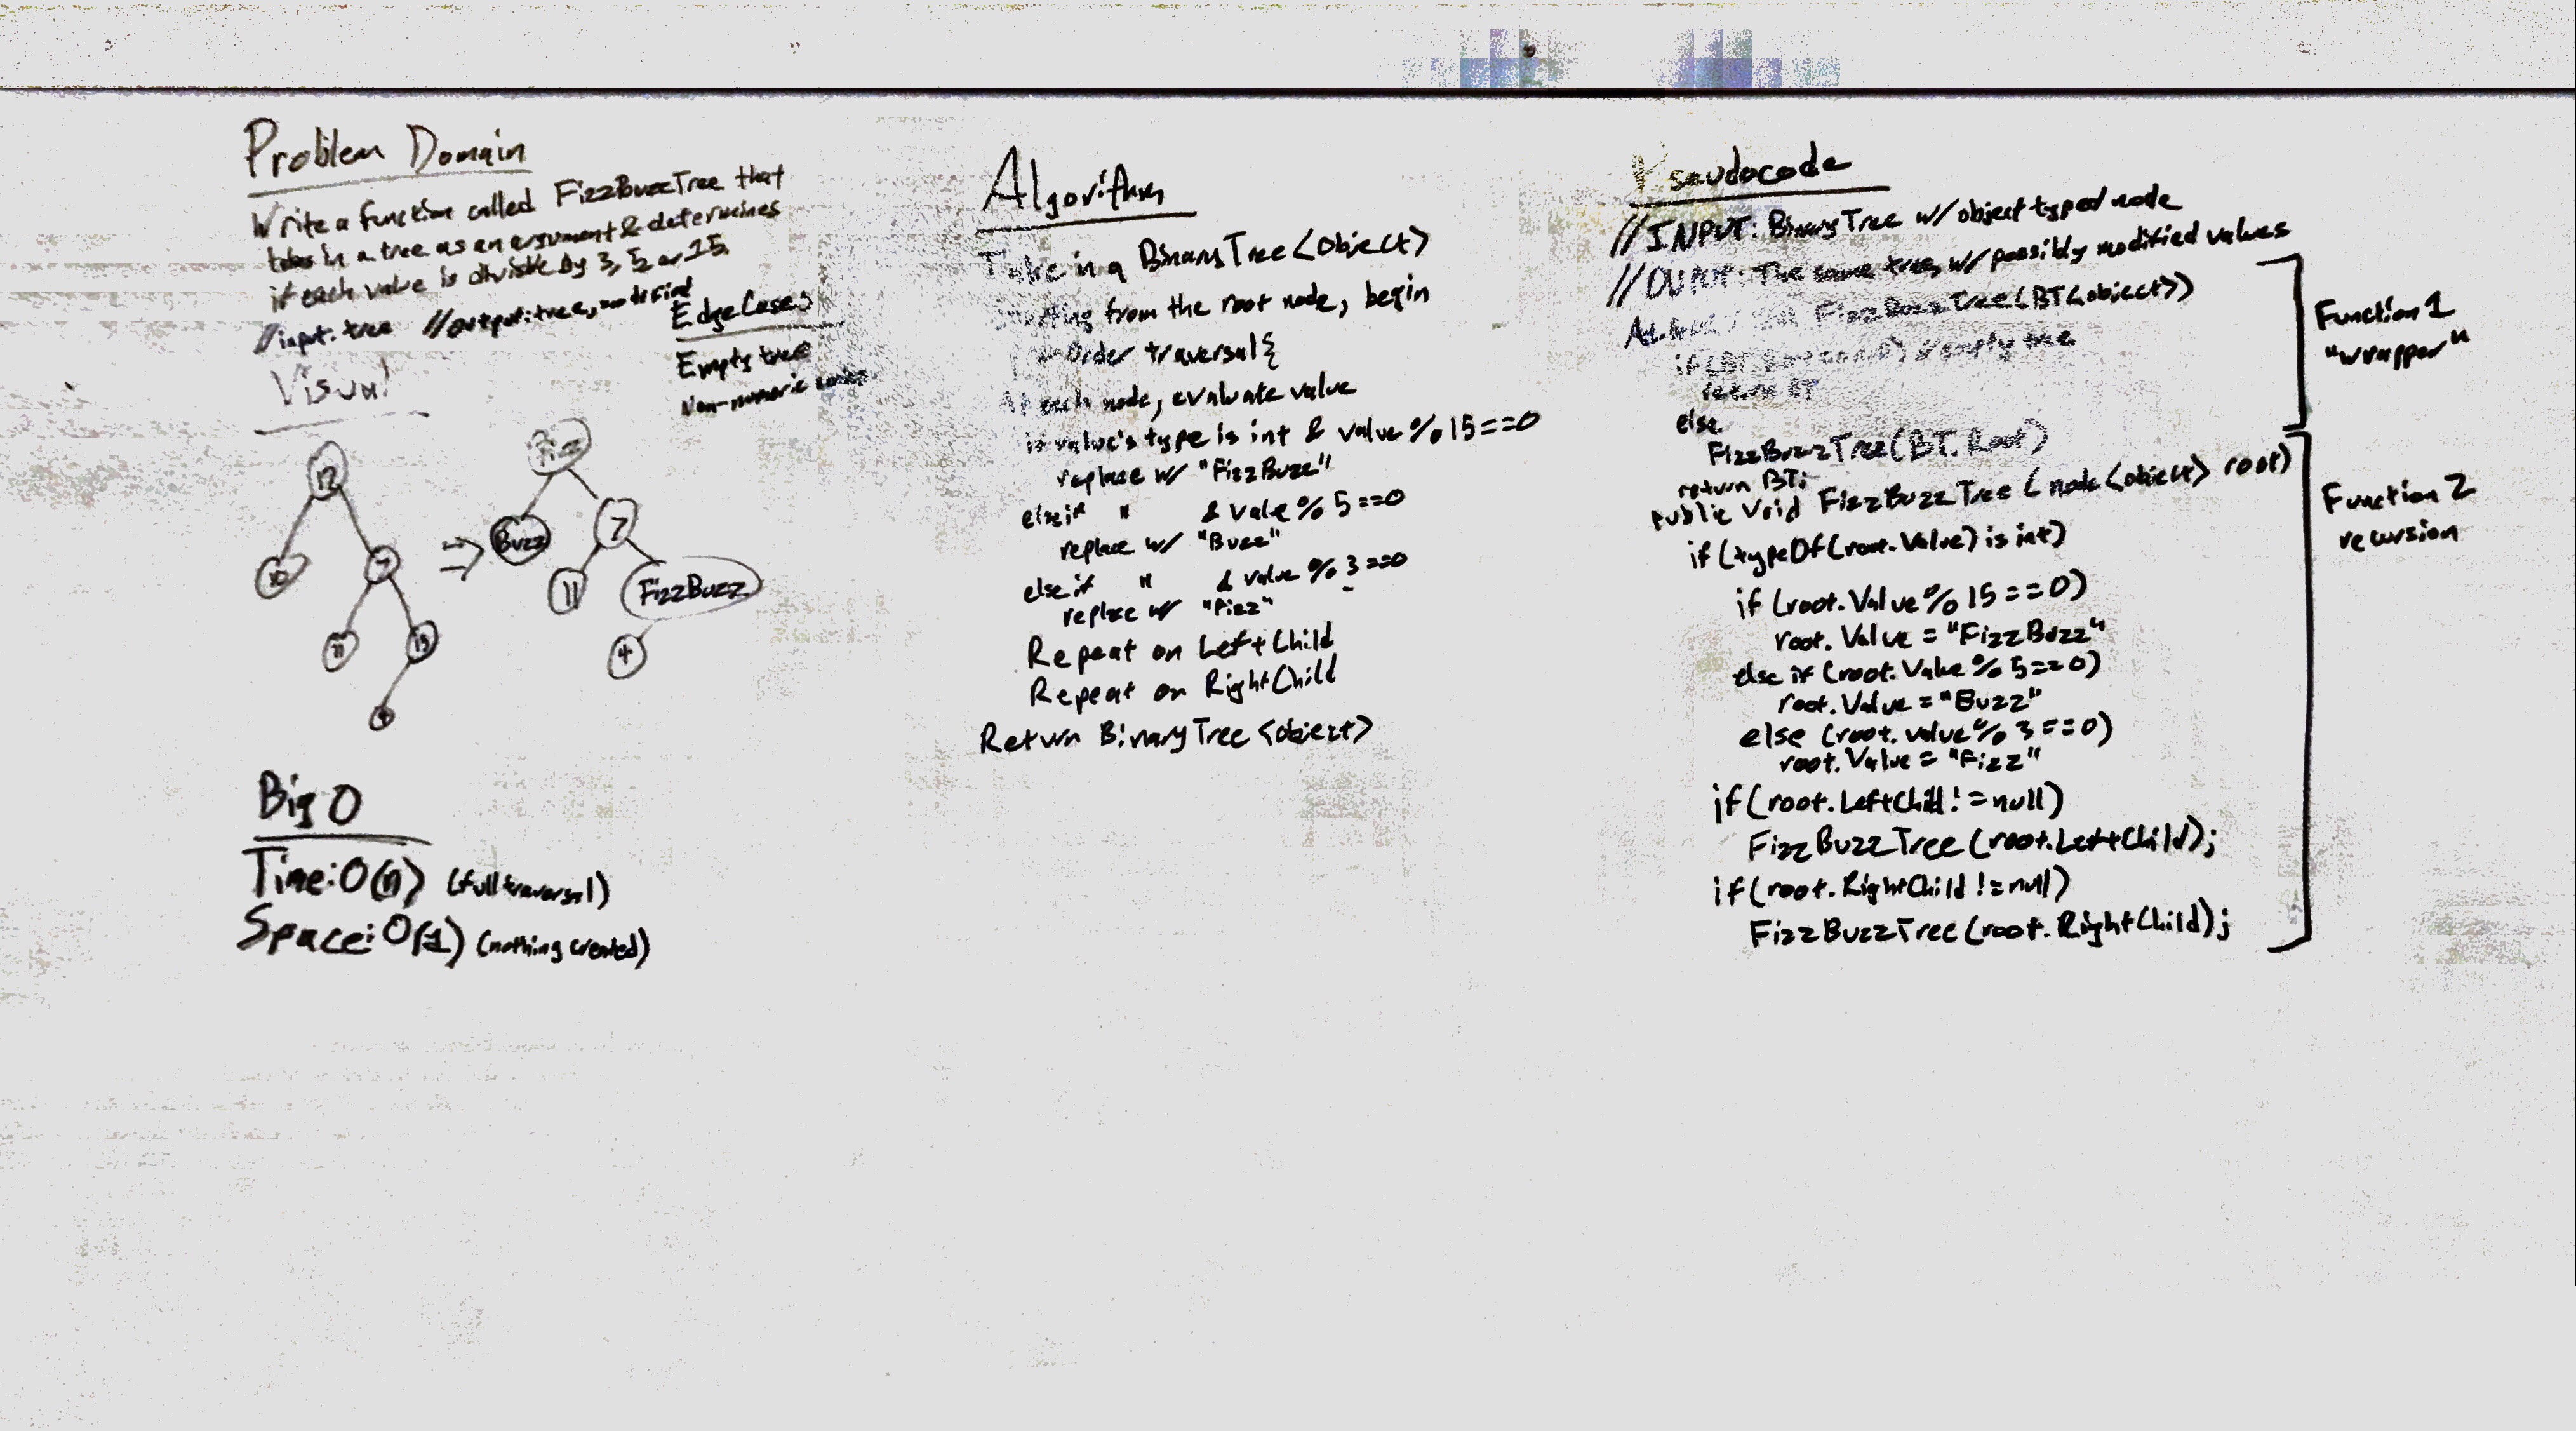 Problem Domain
Write a function called FizzBuzzTree that
takes in a tree as an argument & determines
if each value is divisible by 3, 5 or 15.
//input: tree //output: tree, modified
Edge Cases
Empty tree
Non-numeric
Visual
12
10
7
11
15
4
=>
Fizz
Buzz
7
11
FizzBuzz
4
Big O
Time: O(n) (full traversal)
Space: O(1) (nothing created)
Algorithm
Take in a BinaryTree<Object>
from the root node, begin
Order traversal{
At each node, evaluate value
if value's type is int & value % 15==0
replace w/ "FizzBuzz"
else if " & value % 5==0
replace w/ "Buzz"
else if " & value % 3==0
replace w/ "Fizz"
Repeat on LeftChild
Repeat on RightChild
Return BinaryTree<object>
Pseudocode
//INPUT: BinaryTree w/ object typed node
//OUTPUT: The same tree, w/ possibly modified values
FizzBuzzTree(BT<object>)
if (BT. //empty tree
return BT
else
FizzBuzzTree(BT.Root)
return BT;
public void FizzBuzzTree (node<object> root)
if (typeOf(root.Value) is int)
if (root.Value % 15 ==0)
root.Value = "FizzBuzz"
else if (root.Value % 5==0)
root.Value = "Buzz"
else (root.value % 3 ==0)
root.Value = "Fizz"
if(root.LeftChild != null)
FizzBuzzTree(root.LeftChild);
if(root.RightChild != null)
FizzBuzzTree(root.RightChild);
Function 1
"wrapper"
Function 2
recursion